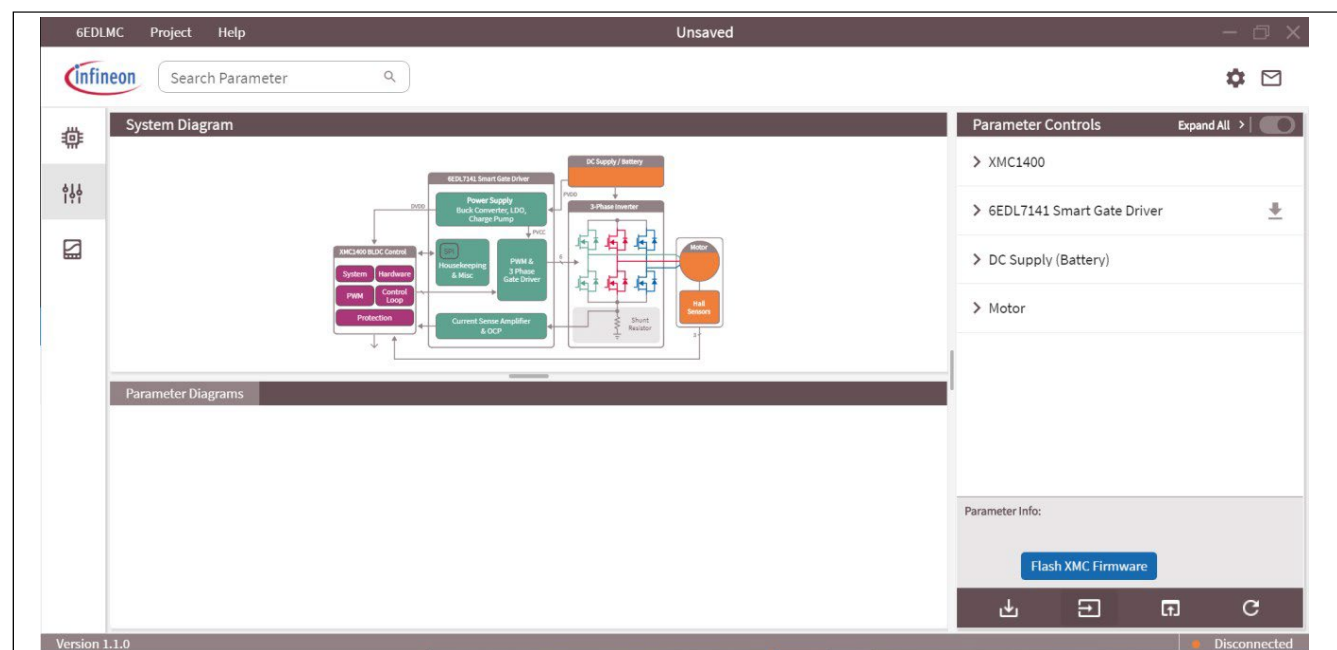 6EDLMC Project Help Unsaved
infineon Search Parameter
System Diagram
DC Supply / Battery
6EDL7141 Smart Gate Driver
PVDD
Power Supply
Buck Converter, LDO,
Charge Pump
DVDD
3-Phase Inverter
PVCC
XMC1400 BLDC Control
SPI
Housekeeping
& Misc
PWM &
3 Phase
Gate Driver
6
Motor
System Hardware
PWM Control
Loop
Protection
Current Sense Amplifier
& OCP
Shunt
Resistor
Hall
Sensors
3
Parameter Diagrams
Parameter Controls Expand All >
> XMC1400
> 6EDL7141 Smart Gate Driver
> DC Supply (Battery)
> Motor
Parameter Info:
Flash XMC Firmware
Version 1.1.0 Disconnected